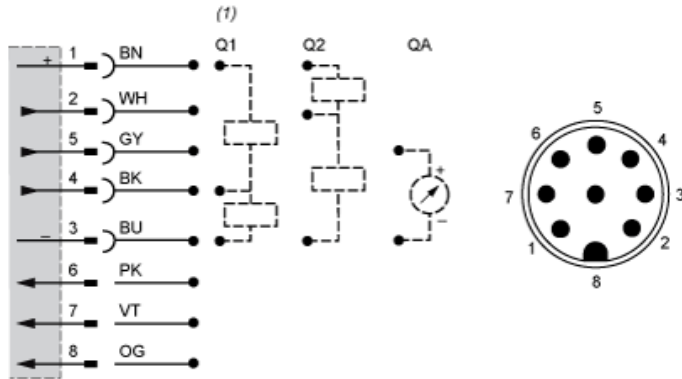 (1)
Q1 Q2 QA
+ 1 BN
2 WH
5 GY
4 BK
− 3 BU
6 PK
7 VT
8 OG
+
−
5
6 4
7 3
1 2
8